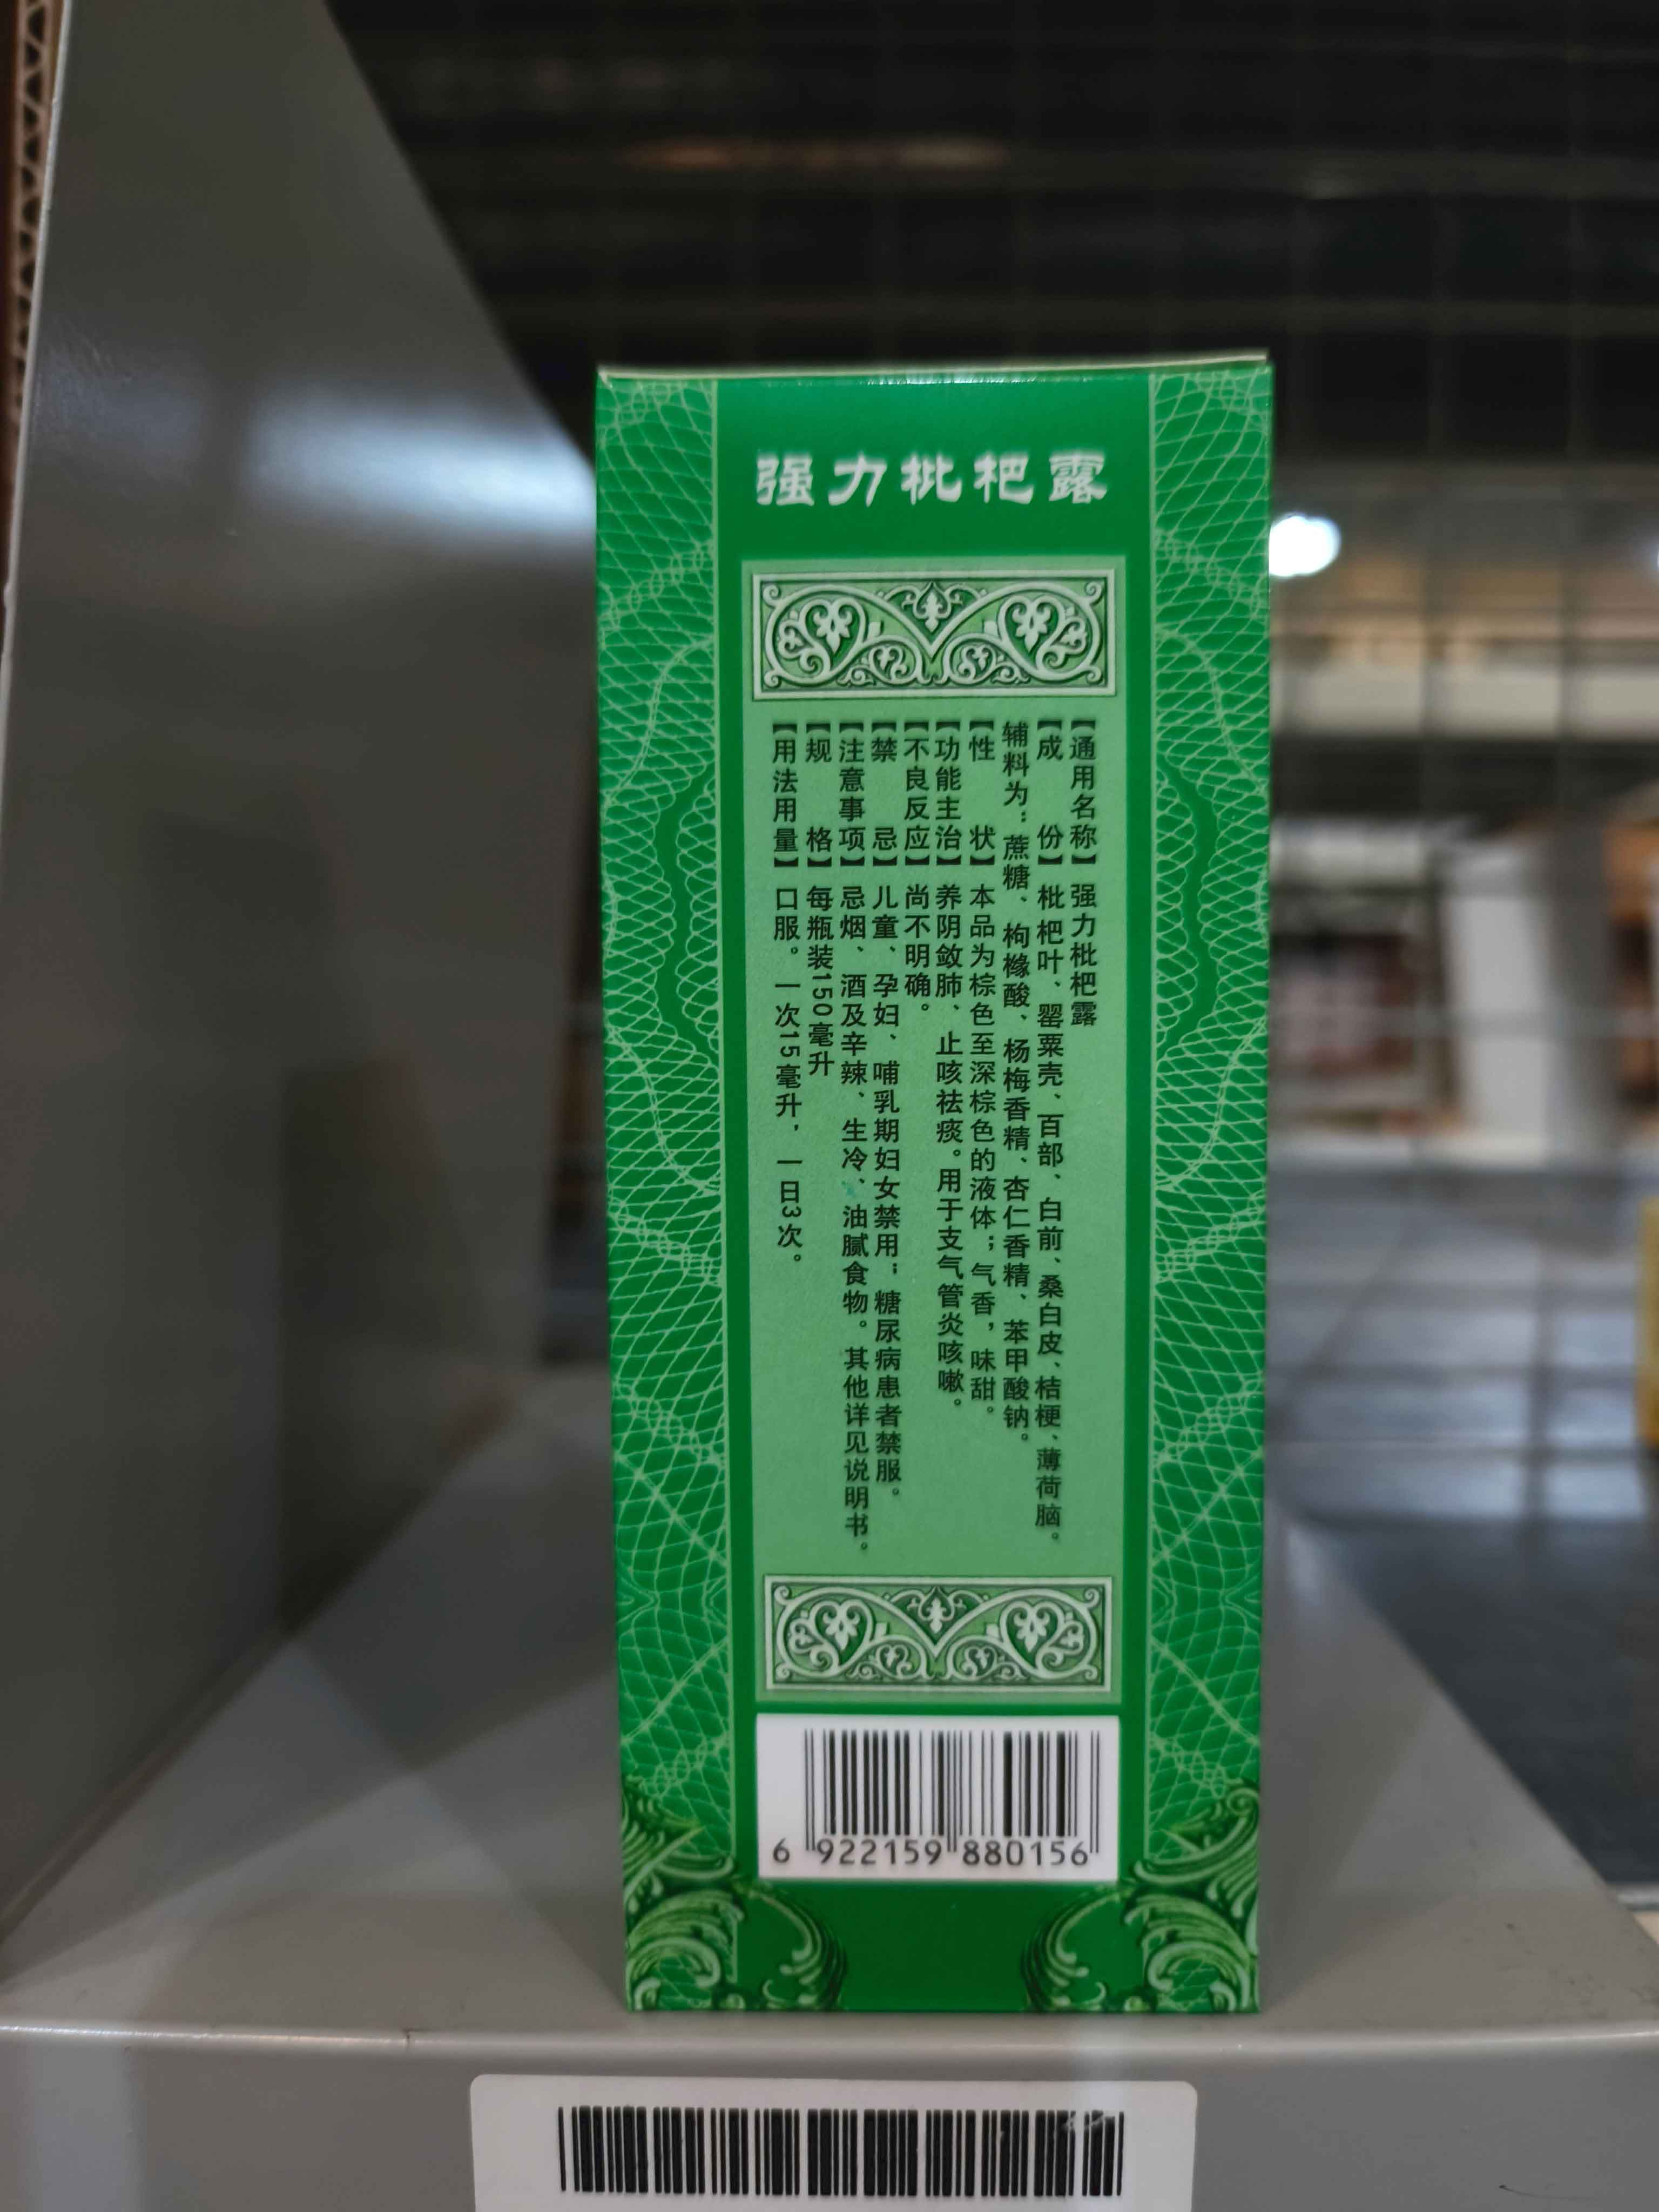 强力枇杷露
【通用名称】强力枇杷露
【成份】枇杷叶、罂粟壳、百部、白前、桑白皮、桔梗、薄荷脑。
辅料为：蔗糖、枸橼酸、杨梅香精、杏仁香精、苯甲酸钠。
【性状】本品为棕色至深棕色的液体；气香，味甜。
【功能主治】养阴敛肺、止咳祛痰。用于支气管炎咳嗽。
【不良反应】尚不明确。
【禁忌】儿童、孕妇、哺乳期妇女禁用；糖尿病患者禁服。
【注意事项】忌烟、酒及辛辣、生冷、油腻食物。其他详见说明书。
【规格】每瓶装150毫升
【用法用量】口服。一次15毫升，一日3次。
6 922159 880156